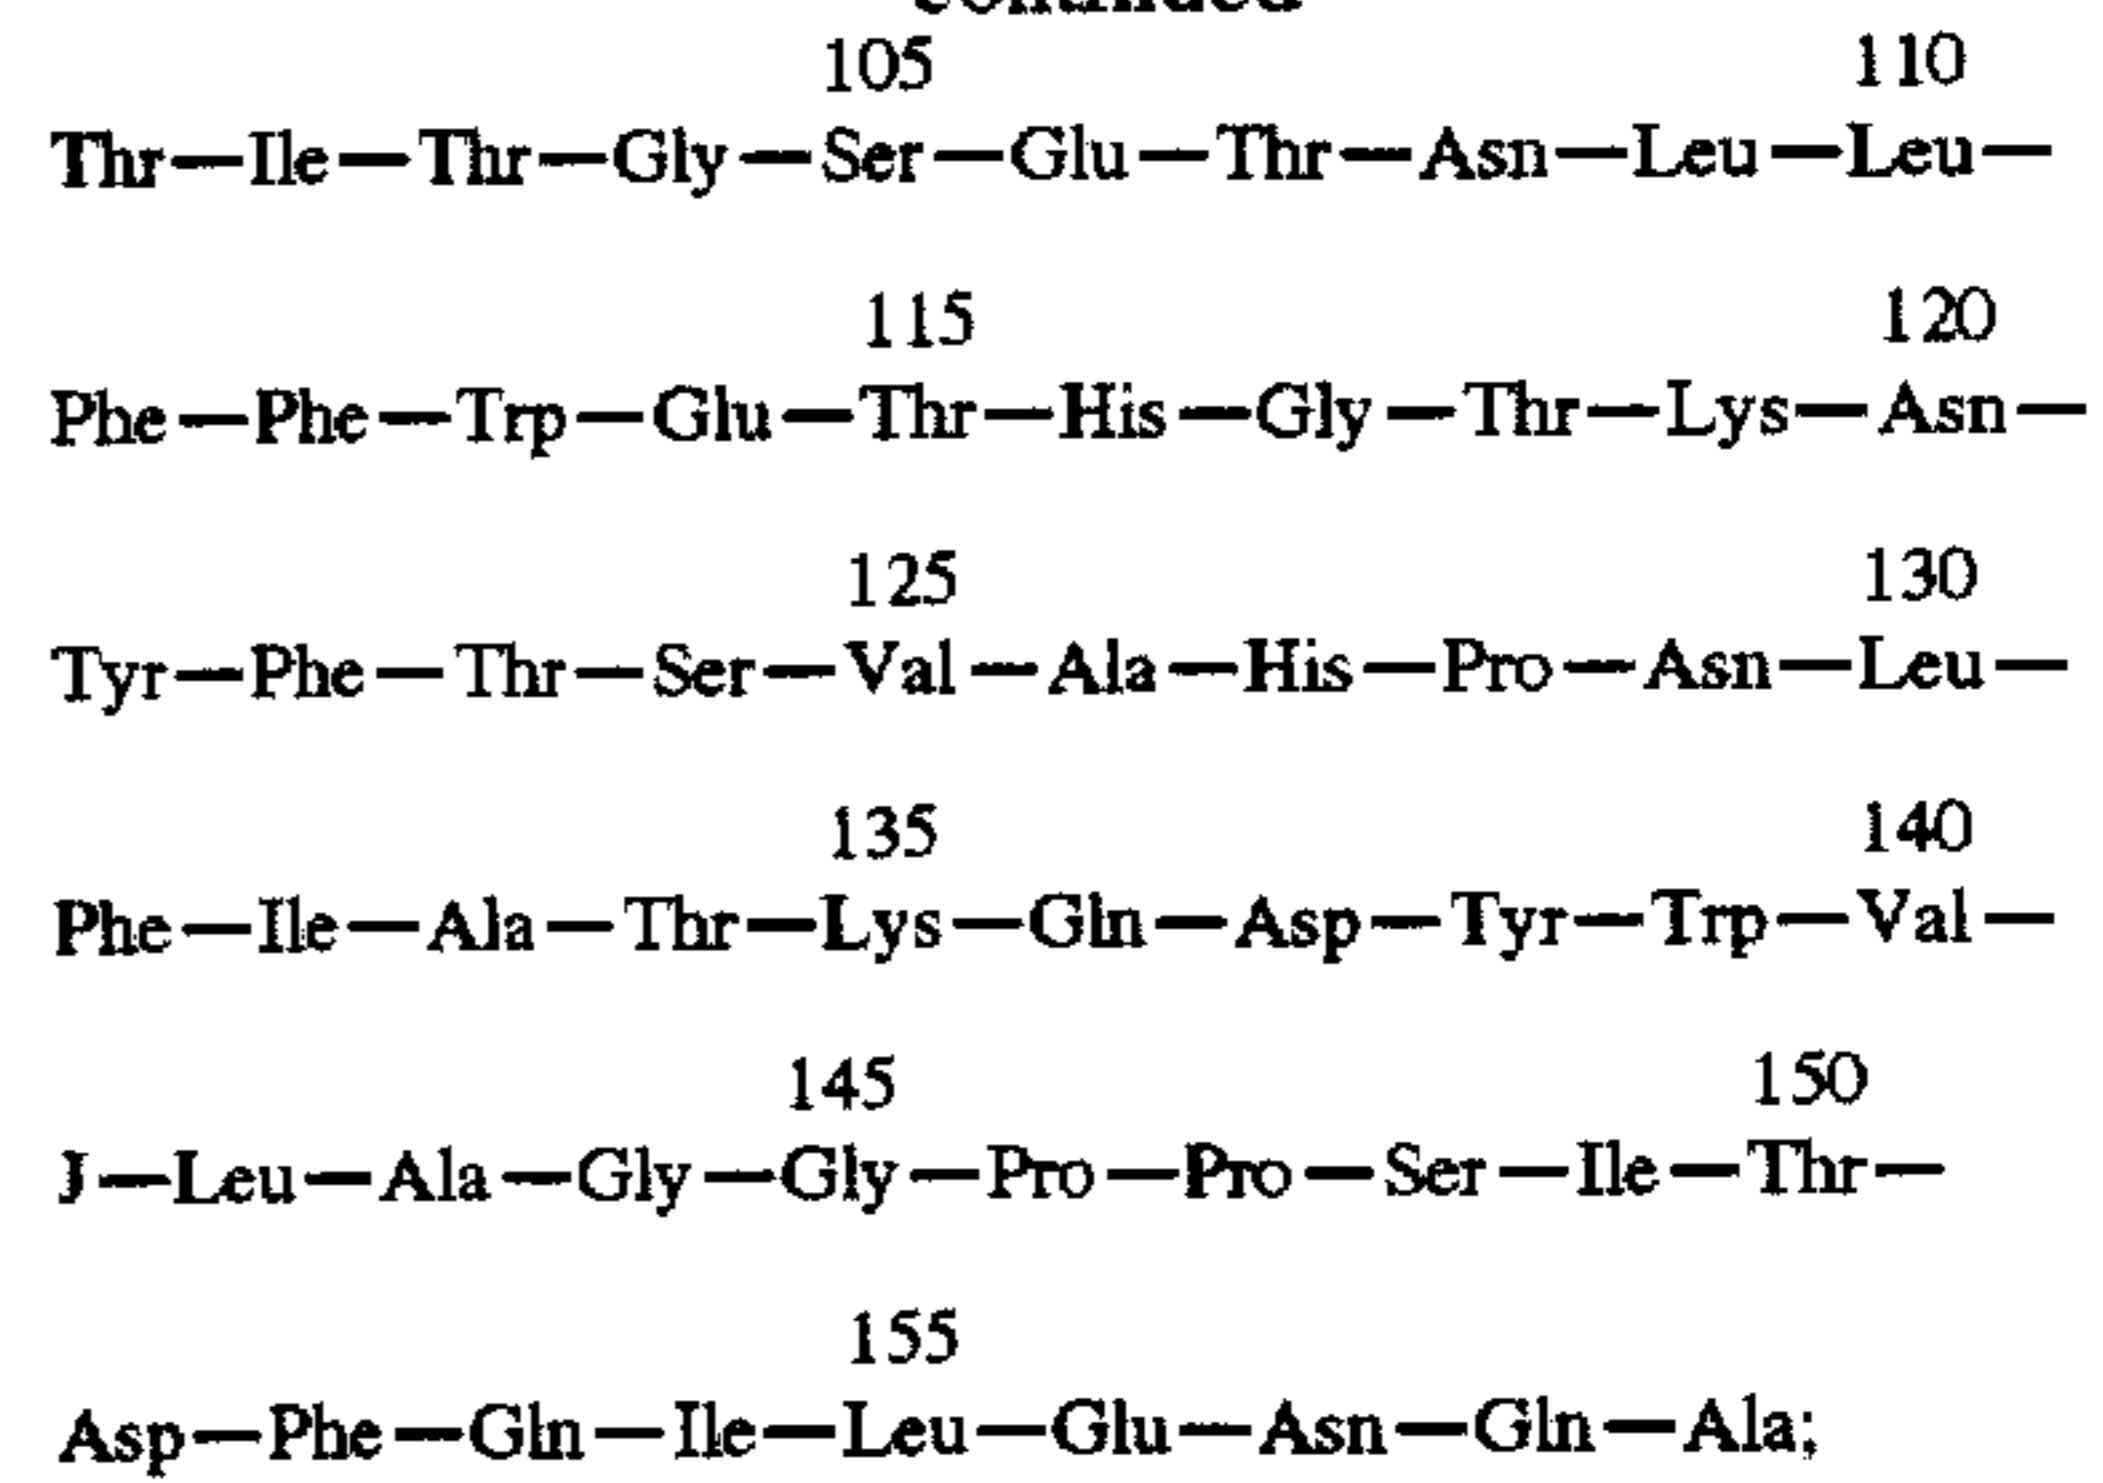 continued
105 110
Thr—Ile—Thr—Gly—Ser—Glu—Thr—Asn—Leu—Leu—
115 120
Phe—Phe—Trp—Glu—Thr—His—Gly—Thr—Lys—Asn—
125 130
Tyr—Phe—Thr—Ser—Val—Ala—His—Pro—Asn—Leu—
135 140
Phe—Ile—Ala—Thr—Lys—Gln—Asp—Tyr—Trp—Val—
145 150
J—Leu—Ala—Gly—Gly—Pro—Pro—Ser—Ile—Thr—
155
Asp—Phe—Gln—Ile—Leu—Glu—Asn—Gln—Ala;